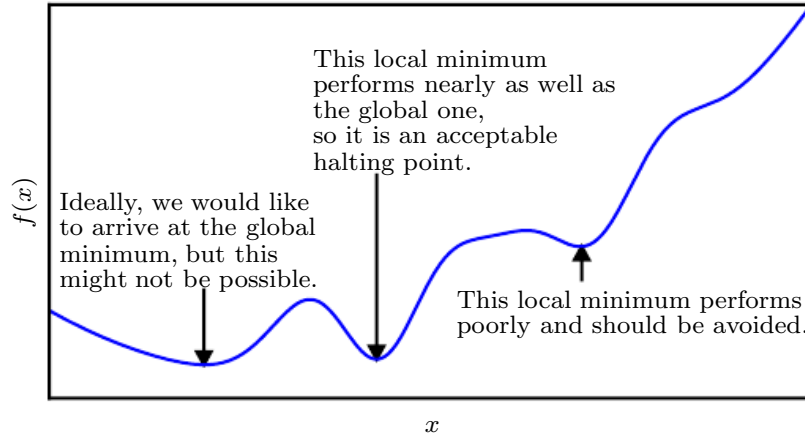 This local minimum
performs nearly as well as
the global one,
so it is an acceptable
halting point.
Ideally, we would like
to arrive at the global
minimum, but this
might not be possible.
This local minimum performs
poorly and should be avoided.
f(x)
x